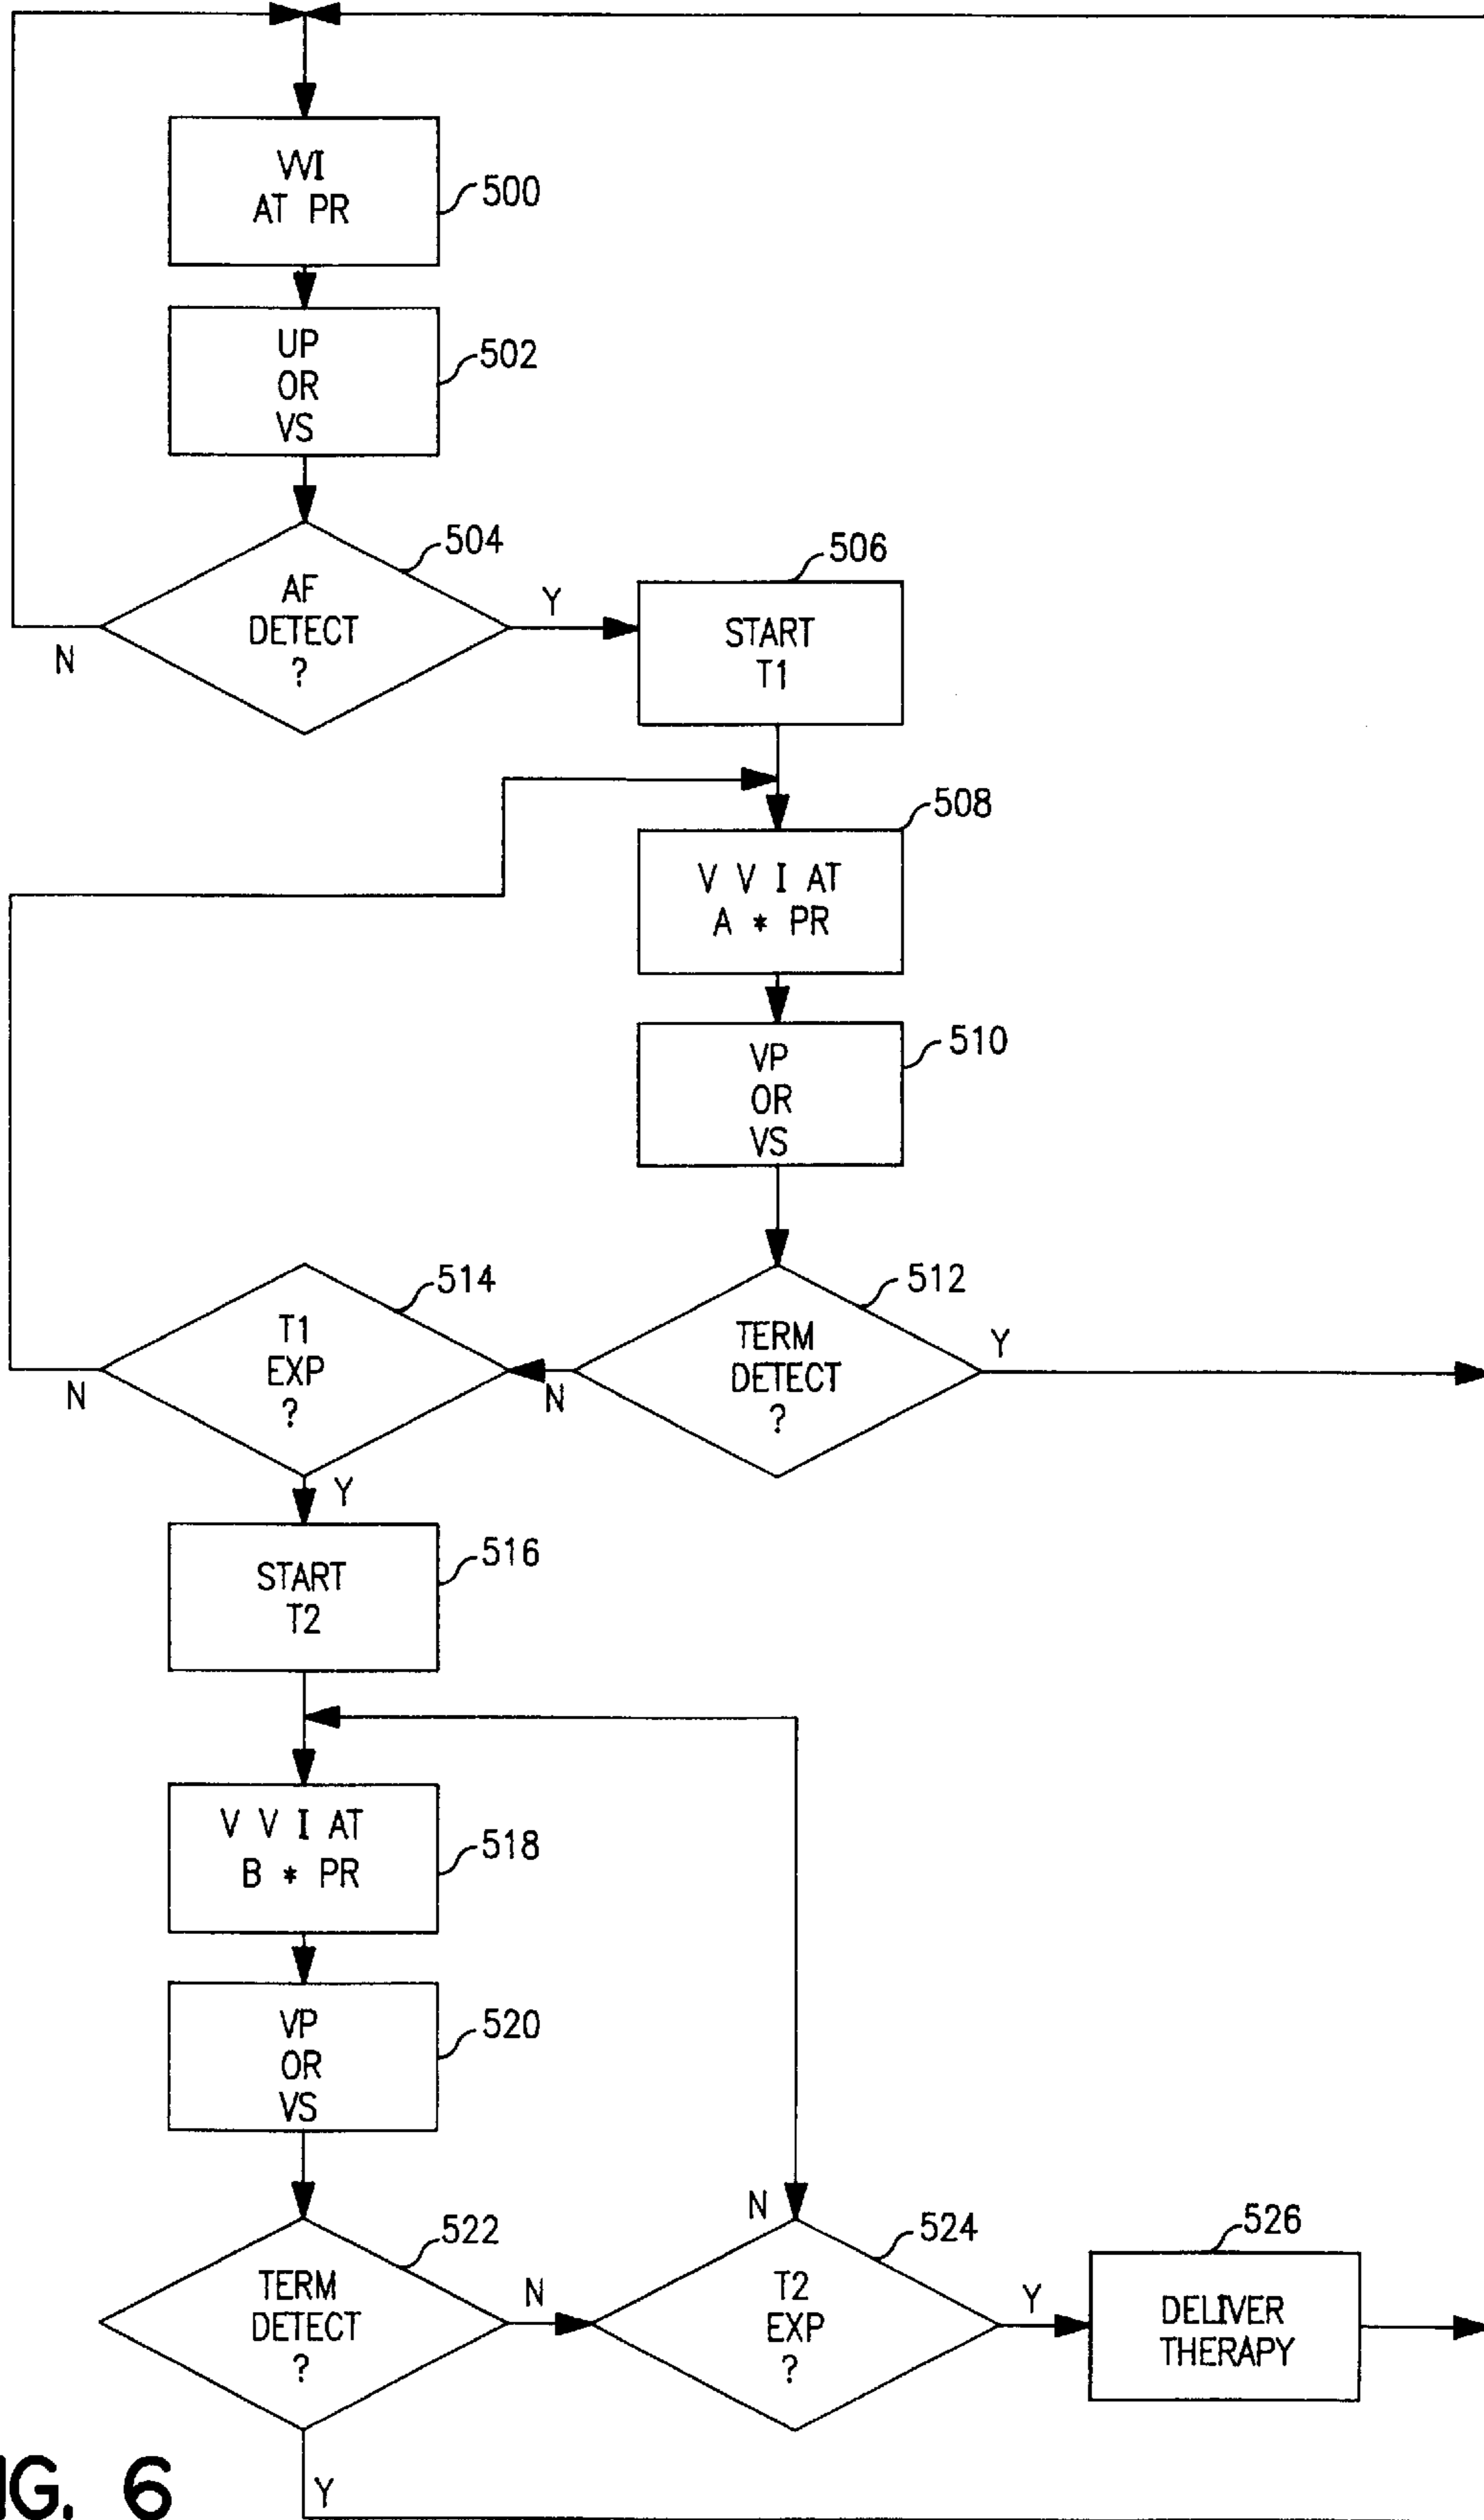 VVI
AT PR
500
UP
OR
VS
502
AF
DETECT
?
504
Y
N
START
T1
506
V V I AT
A * PR
508
VP
OR
VS
510
TERM
DETECT
?
512
Y
N
T1
EXP
?
514
N
Y
START
T2
516
V V I AT
B * PR
518
VP
OR
VS
520
TERM
DETECT
?
522
N
Y
T2
EXP
?
524
N
Y
DELIVER
THERAPY
526
IG. 6